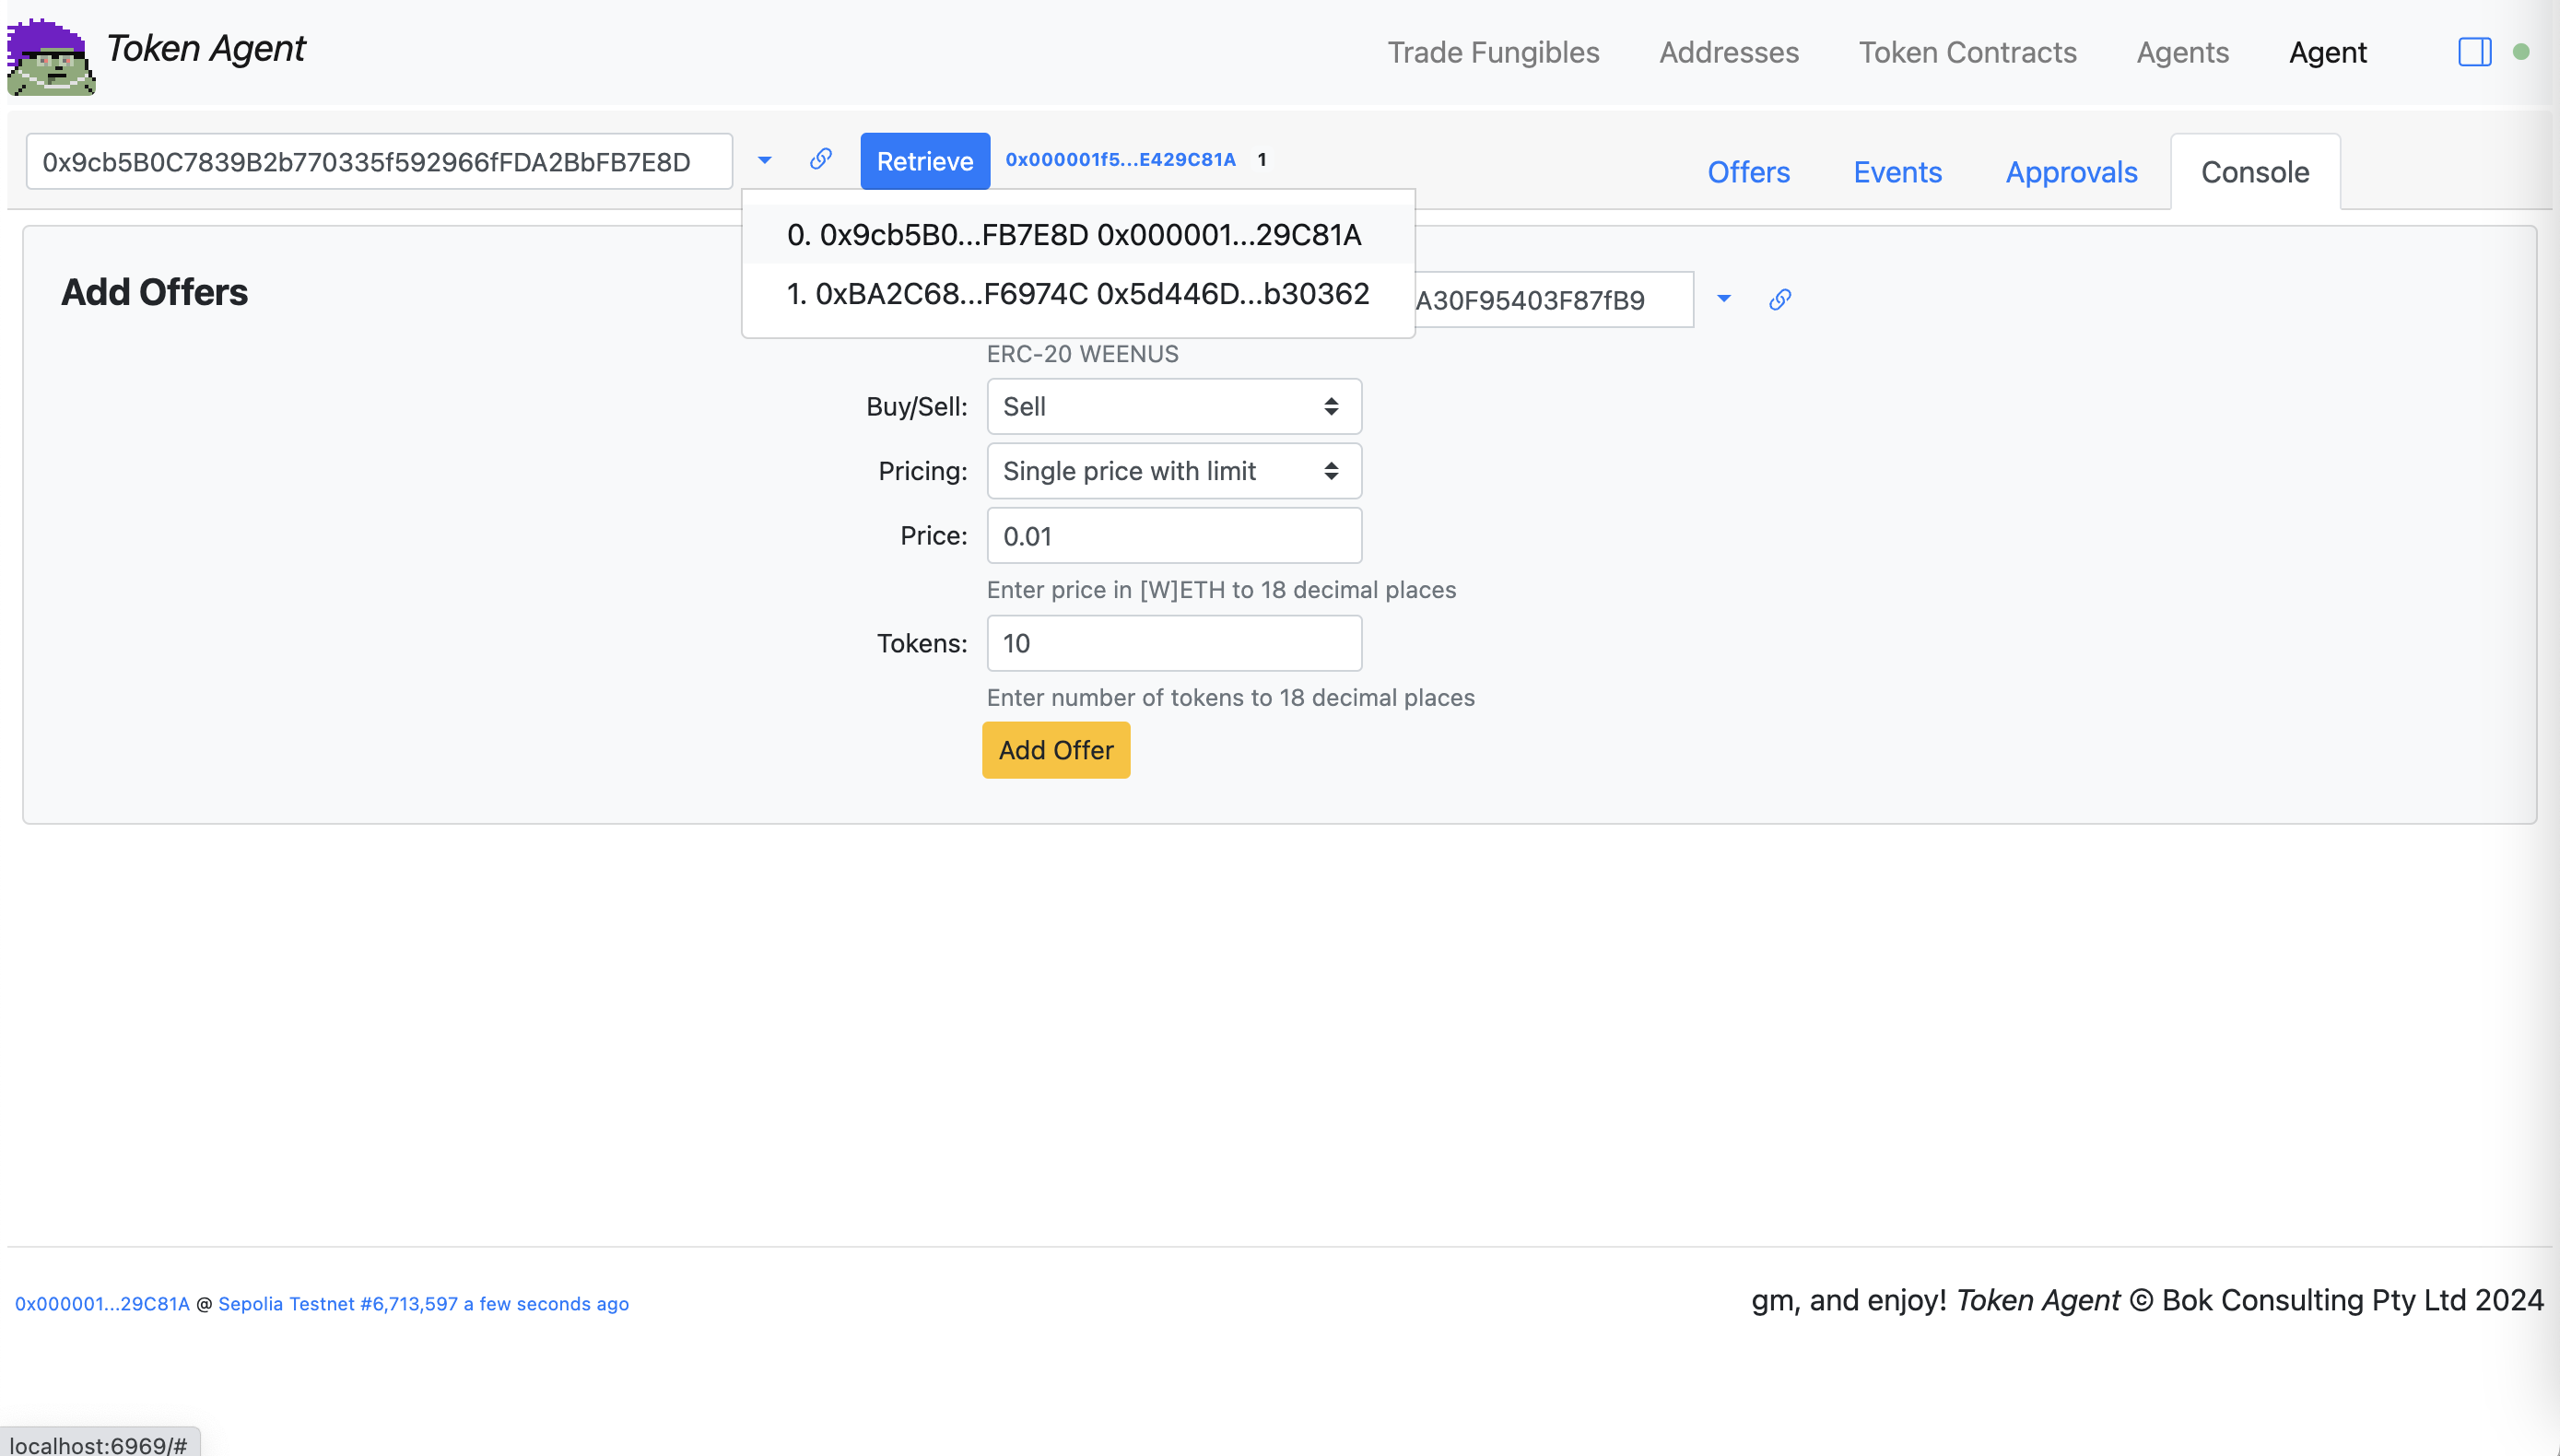 Token Agent
Trade Fungibles Addresses Token Contracts Agents Agent
0x9cb5B0C7839B2b770335f592966fFDA2BbFB7E8D Retrieve 0x000001f5...E429C81A 1
Offers Events Approvals Console
0. 0x9cb5B0...FB7E8D 0x000001...29C81A
1. 0xBA2C68...F6974C 0x5d446D...b30362
Add Offers
A30F95403F87fB9
ERC-20 WEENUS
Buy/Sell: Sell
Pricing: Single price with limit
Price: 0.01
Enter price in [W]ETH to 18 decimal places
Tokens: 10
Enter number of tokens to 18 decimal places
Add Offer
0x000001...29C81A @ Sepolia Testnet #6,713,597 a few seconds ago
gm, and enjoy! Token Agent © Bok Consulting Pty Ltd 2024
localhost:6969/#